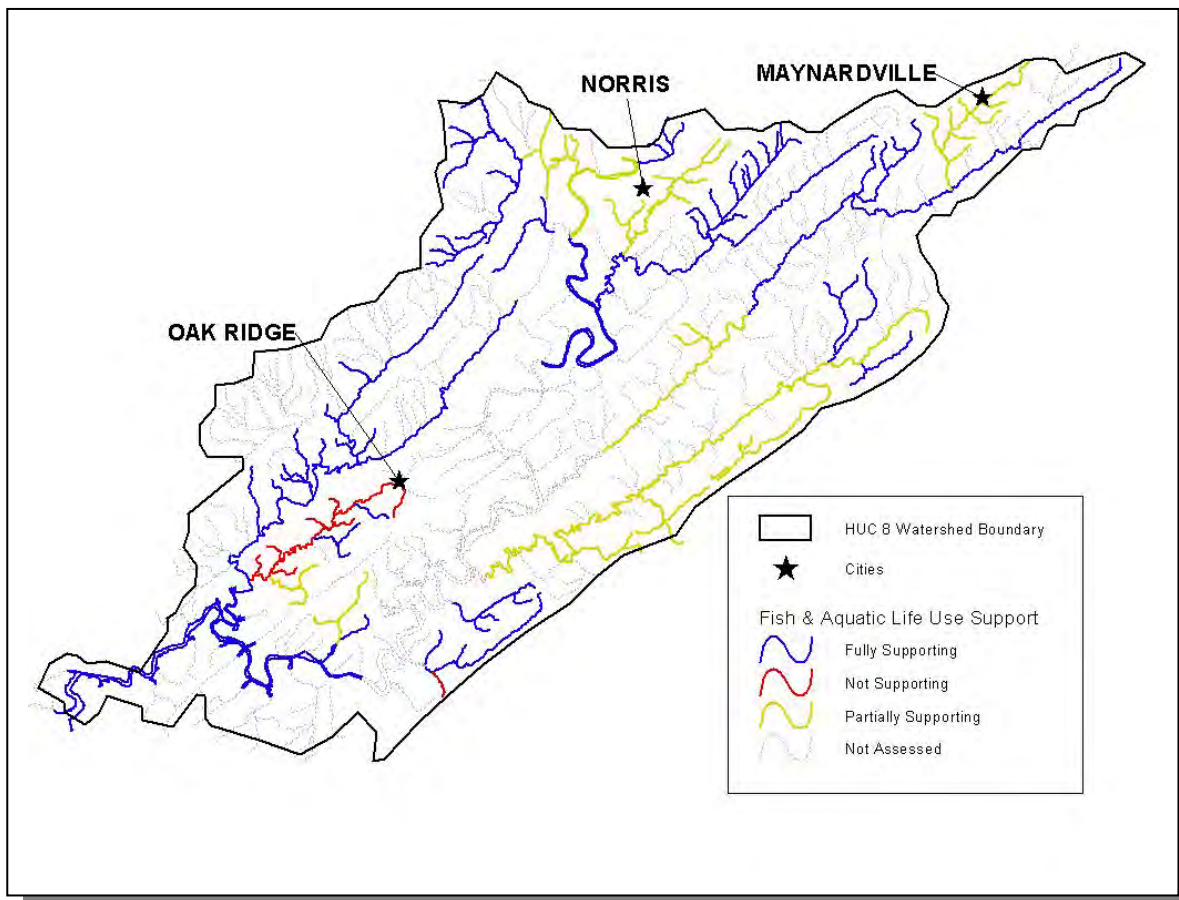 MAYNARDVILLE
NORRIS
OAK RIDGE
HUC 8 Watershed Boundary
Cities
Fish & Aquatic Life Use Support
Fully Supporting
Not Supporting
Partially Supporting
Not Assessed